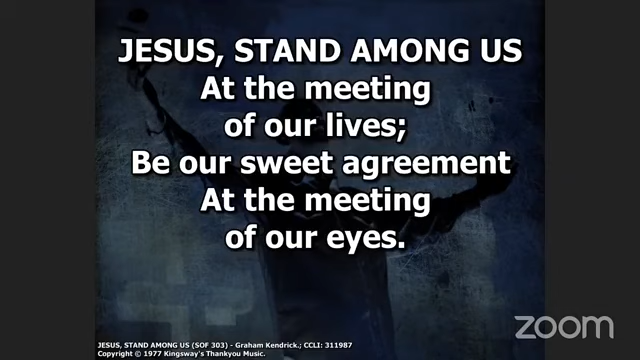 JESUS, STAND AMONG US
At the meeting
of our lives;
Be our sweet agreement
At the meeting
of our eyes.
JESUS, STAND AMONG US (SOF 303) - Graham Kendrick.; CCLI: 311987
Copyright © 1977 Kingsway's Thankyou Music.
zoom